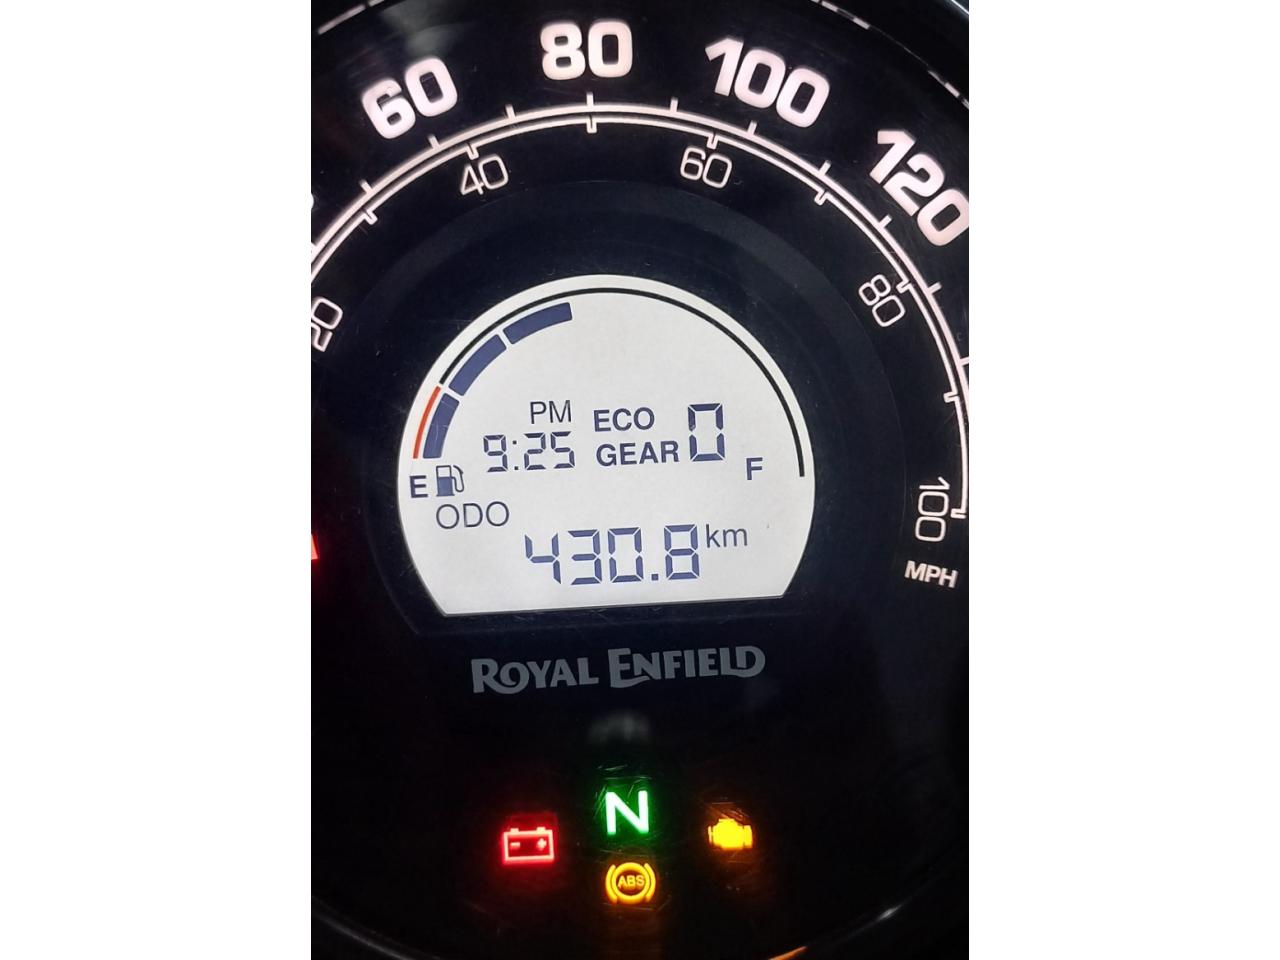 60 80 100 120
20 40 60 80 100
MPH
PM
9:25
ECO
GEAR 0
E F
ODO
430.8 km
ROYAL ENFIELD
N
ABS